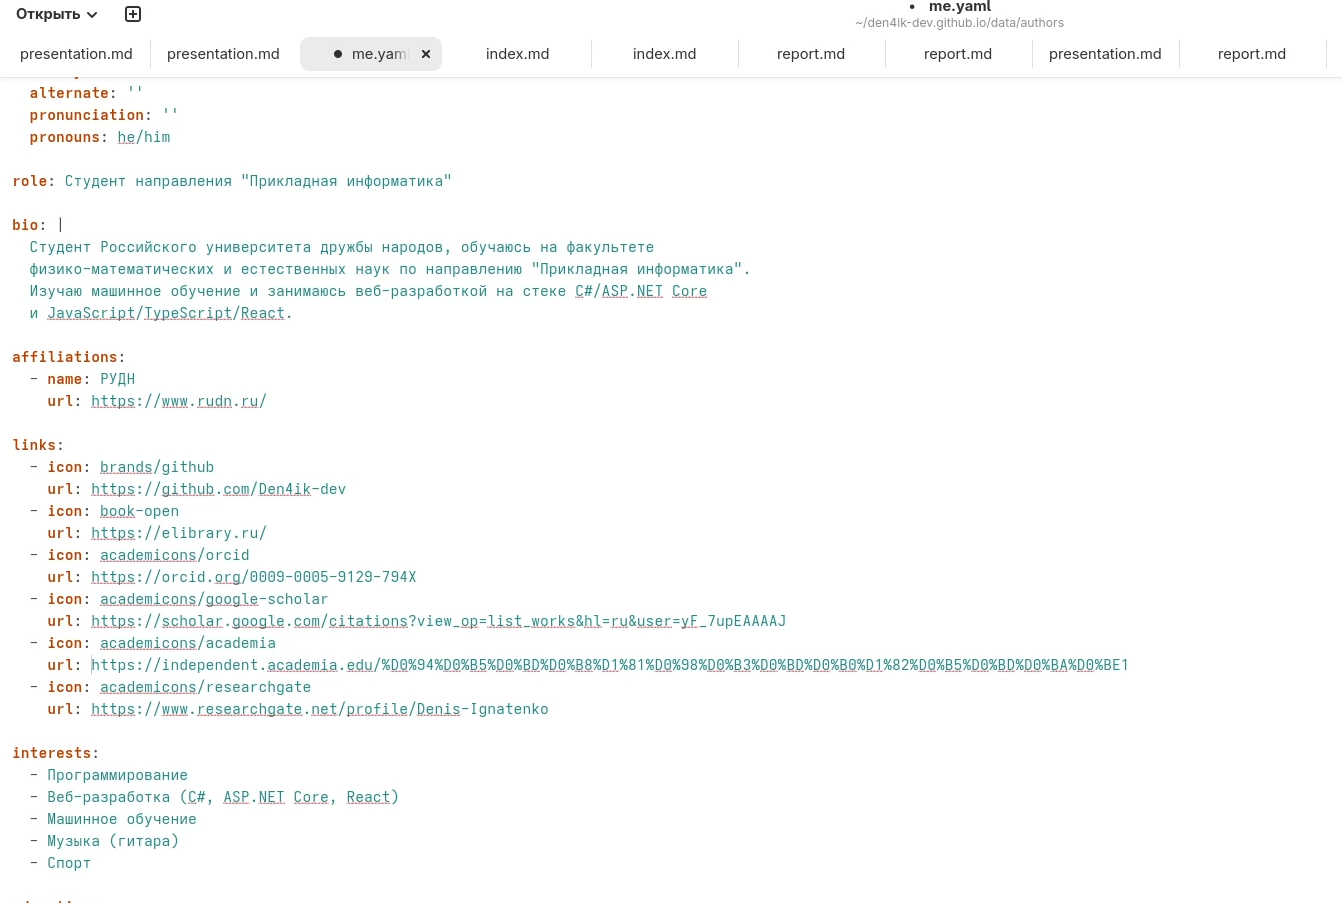 Открыть
• me.yaml
~/den4ik-dev.github.io/data/authors
presentation.md presentation.md ● me.yaml × index.md index.md report.md report.md presentation.md report.md
alternate: ''
pronunciation: ''
pronouns: he/him
role: Студент направления "Прикладная информатика"
bio: |
Студент Российского университета дружбы народов, обучаюсь на факультете
физико-математических и естественных наук по направлению "Прикладная информатика".
Изучаю машинное обучение и занимаюсь веб-разработкой на стеке C#/ASP.NET Core
и JavaScript/TypeScript/React.
affiliations:
- name: РУДН
url: https://www.rudn.ru/
links:
- icon: brands/github
url: https://github.com/Den4ik-dev
- icon: book-open
url: https://elibrary.ru/
- icon: academicons/orcid
url: https://orcid.org/0009-0005-9129-794X
- icon: academicons/google-scholar
url: https://scholar.google.com/citations?view_op=list_works&hl=ru&user=yF_7upEAAAAJ
- icon: academicons/academia
url: https://independent.academia.edu/%D0%94%D0%B5%D0%BD%D0%B8%D1%81%D0%98%D0%B3%D0%BD%D0%B0%D1%82%D0%B5%D0%BD%D0%BA%D0%BE1
- icon: academicons/researchgate
url: https://www.researchgate.net/profile/Denis-Ignatenko
interests:
- Программирование
- Веб-разработка (C#, ASP.NET Core, React)
- Машинное обучение
- Музыка (гитара)
- Спорт